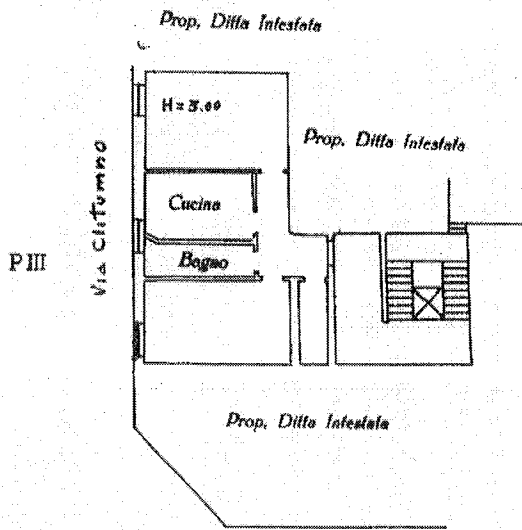 Prop. Ditta Intestata
H = 3.00
Prop. Ditta Intestata
Via Clitumno
Cucina
P III
Bagno
Prop. Ditta Intestata